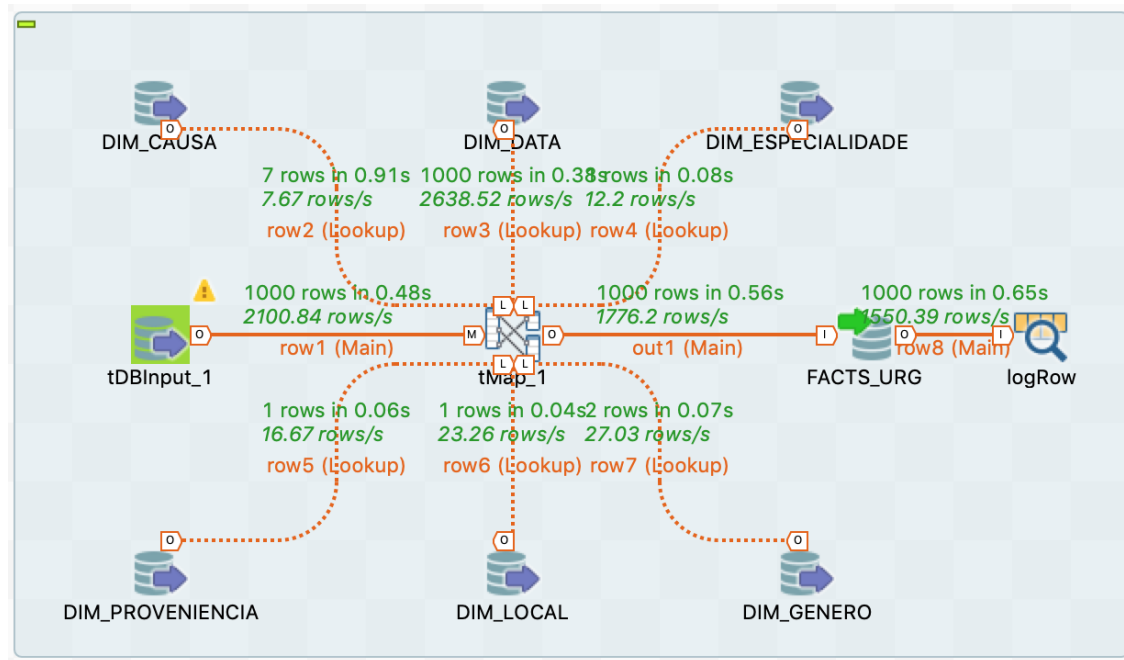 DIM_CAUSA
DIM_DATA
DIM_ESPECIALIDADE
7 rows in 0.91s
7.67 rows/s
row2 (Lookup)
1000 rows in 0.38s
2638.52 rows/s
row3 (Lookup)
rows in 0.08s
12.2 rows/s
row4 (Lookup)
1000 rows in 0.48s
2100.84 rows/s
row1 (Main)
1000 rows in 0.56s
1776.2 rows/s
out1 (Main)
1000 rows in 0.65s
1550.39 rows/s
row8 (Main)
tDBInput_1
tMap_1
FACTS_URG
logRow
1 rows in 0.06s
16.67 rows/s
row5 (Lookup)
1 rows in 0.04s
23.26 rows/s
row6 (Lookup)
2 rows in 0.07s
27.03 rows/s
row7 (Lookup)
DIM_PROVENIENCIA
DIM_LOCAL
DIM_GENERO
O
O
O
L
L
O
M
O
I
O
I
L
L
O
O
O